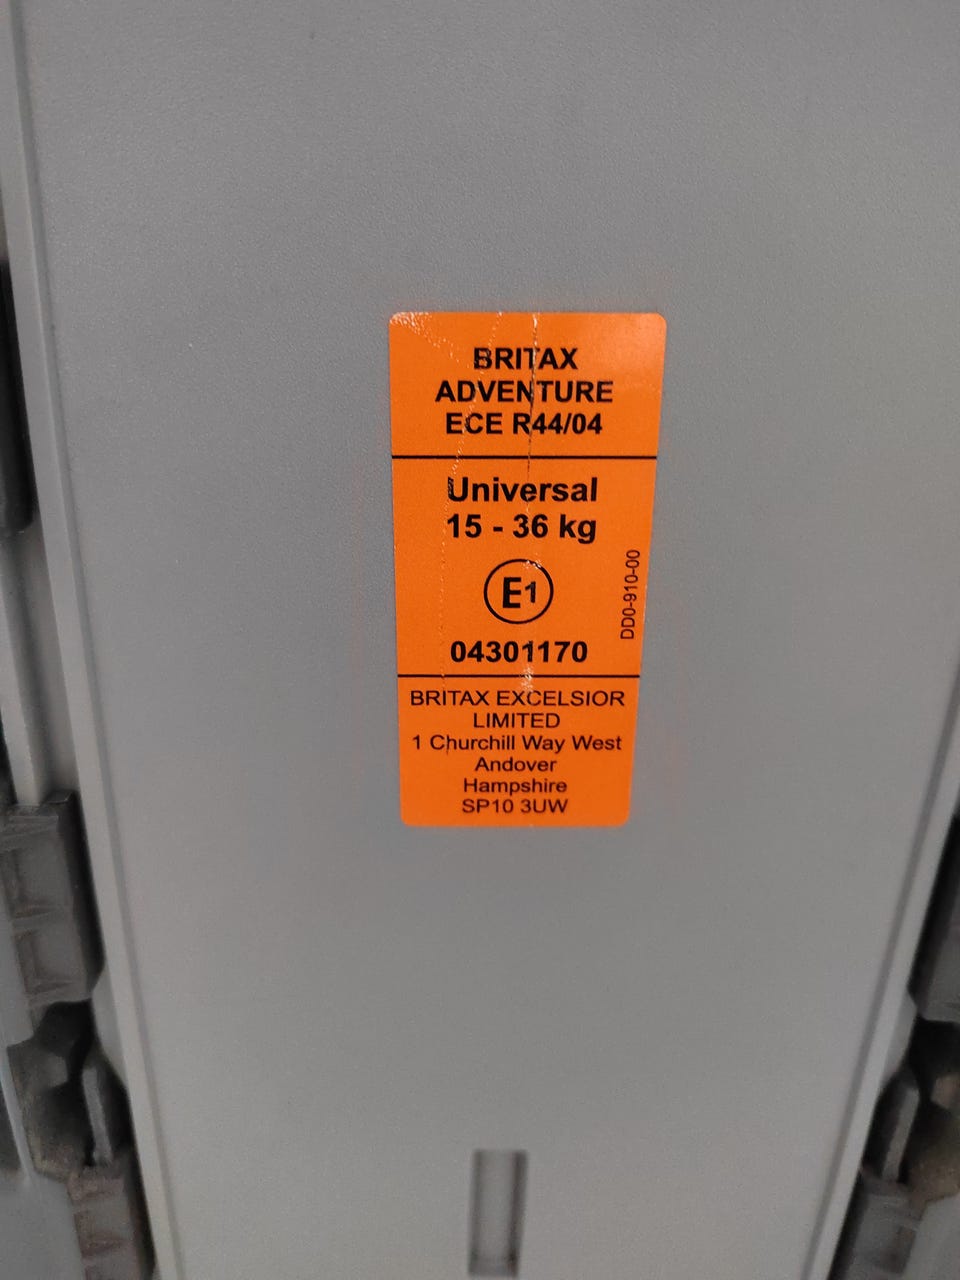 BRITAX
ADVENTURE
ECE R44/04
Universal
15 - 36 kg
E1
DD0-910-00
04301170
BRITAX EXCELSIOR
LIMITED
1 Churchill Way West
Andover
Hampshire
SP10 3UW